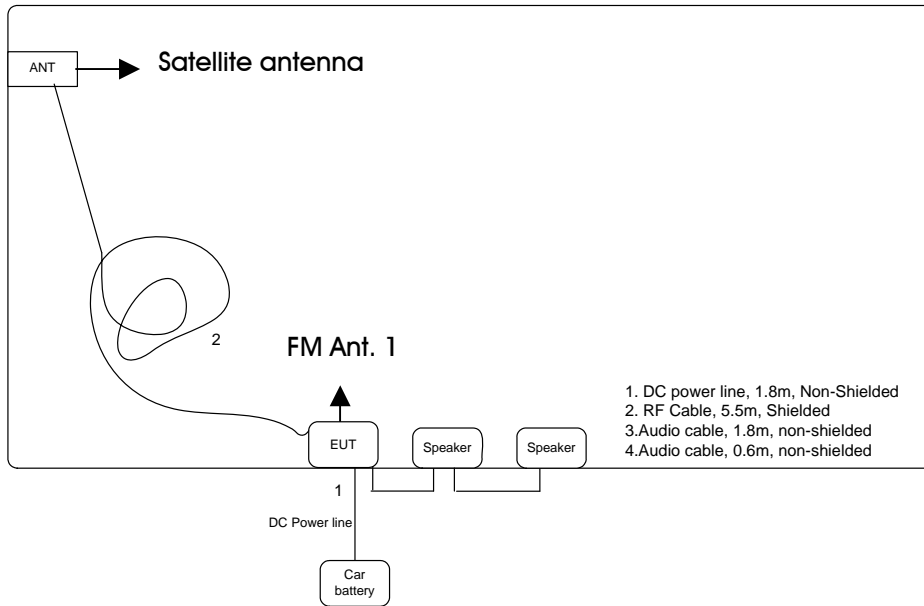 ANT
Satellite antenna
2
FM Ant. 1
1. DC power line, 1.8m, Non-Shielded
2. RF Cable, 5.5m, Shielded
3.Audio cable, 1.8m, non-shielded
4.Audio cable, 0.6m, non-shielded
EUT
Speaker
Speaker
1
DC Power line
Car
battery